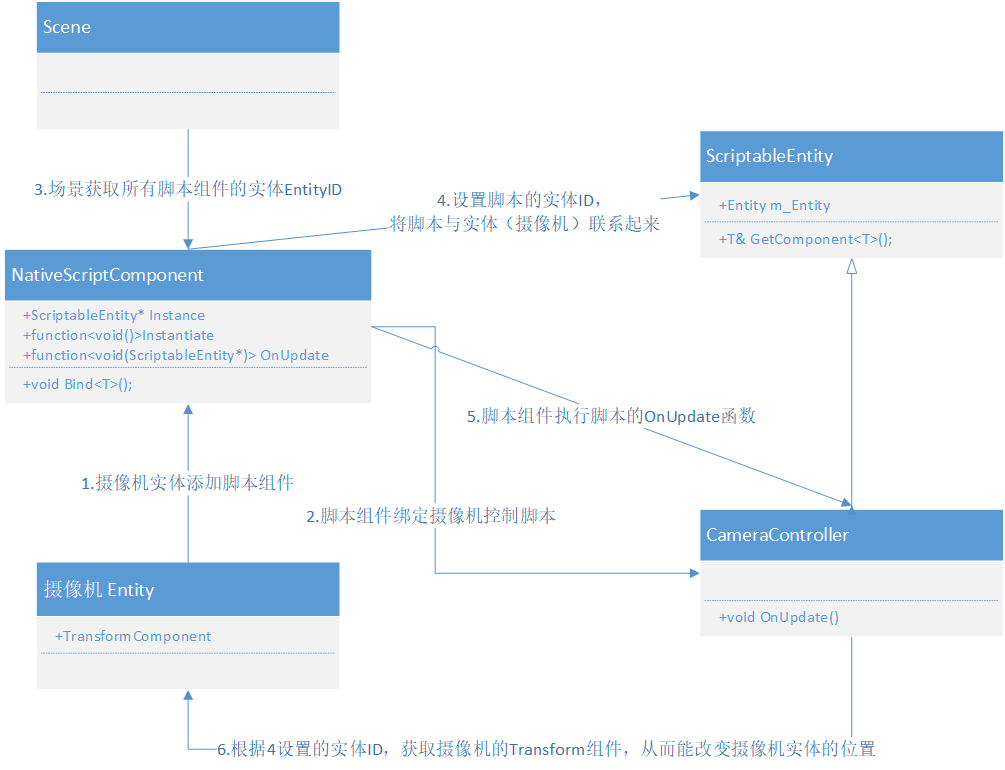 Scene
3.场景获取所有脚本组件的实体EntityID
ScriptableEntity
+Entity m_Entity
+T& GetComponent<T>();
4.设置脚本的实体ID，
将脚本与实体（摄像机）联系起来
NativeScriptComponent
+ScriptableEntity* Instance
+function<void()>Instantiate
+function<void(ScriptableEntity*)> OnUpdate
+void Bind<T>();
5.脚本组件执行脚本的OnUpdate函数
1.摄像机实体添加脚本组件
2.脚本组件绑定摄像机控制脚本
CameraController
+void OnUpdate()
摄像机 Entity
+TransformComponent
6.根据4设置的实体ID，获取摄像机的Transform组件，从而能改变摄像机实体的位置